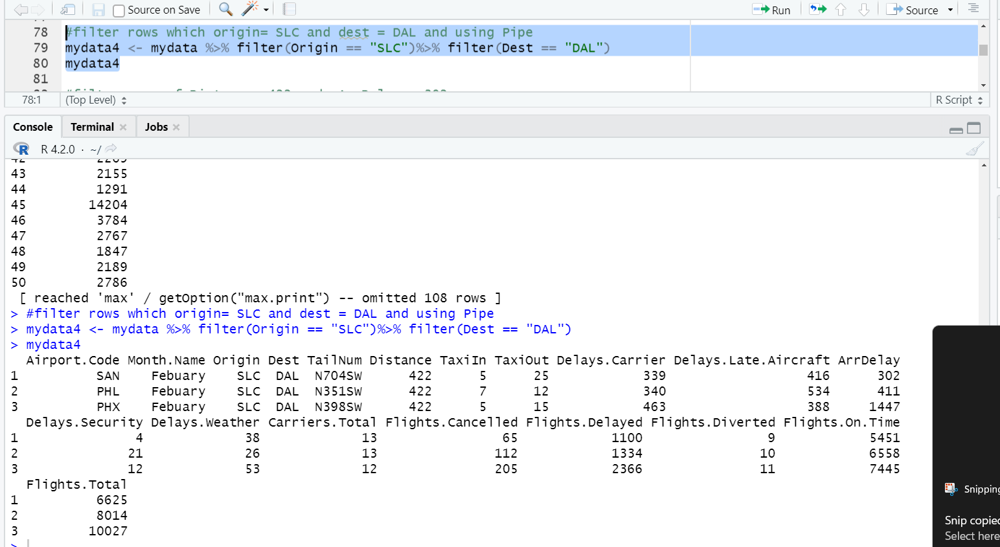 Source on Save Run Source
78 #filter rows which origin= SLC and dest = DAL and using Pipe
79 mydata4 <- mydata %>% filter(Origin == "SLC")%>% filter(Dest == "DAL")
80 mydata4
81
78:1 (Top Level) R Script
Console Terminal Jobs
R 4.2.0 · ~/
43 2155
44 1291
45 14204
46 3784
47 2767
48 1847
49 2189
50 2786
[ reached 'max' / getOption("max.print") -- omitted 108 rows ]
> #filter rows which origin= SLC and dest = DAL and using Pipe
> mydata4 <- mydata %>% filter(Origin == "SLC")%>% filter(Dest == "DAL")
> mydata4
Airport.Code Month.Name Origin Dest TailNum Distance TaxiIn TaxiOut Delays.Carrier Delays.Late.Aircraft ArrDelay
1 SAN Febuary SLC DAL N704SW 422 5 25 339 416 302
2 PHL Febuary SLC DAL N351SW 422 7 12 340 534 411
3 PHX Febuary SLC DAL N398SW 422 5 15 463 388 1447
Delays.Security Delays.Weather Carriers.Total Flights.Cancelled Flights.Delayed Flights.Diverted Flights.On.Time
1 4 38 13 65 1100 9 5451
2 21 26 13 112 1334 10 6558
3 12 53 12 205 2366 11 7445
Flights.Total
1 6625
2 8014
3 10027
>
Snipping
Snip copied
Select here